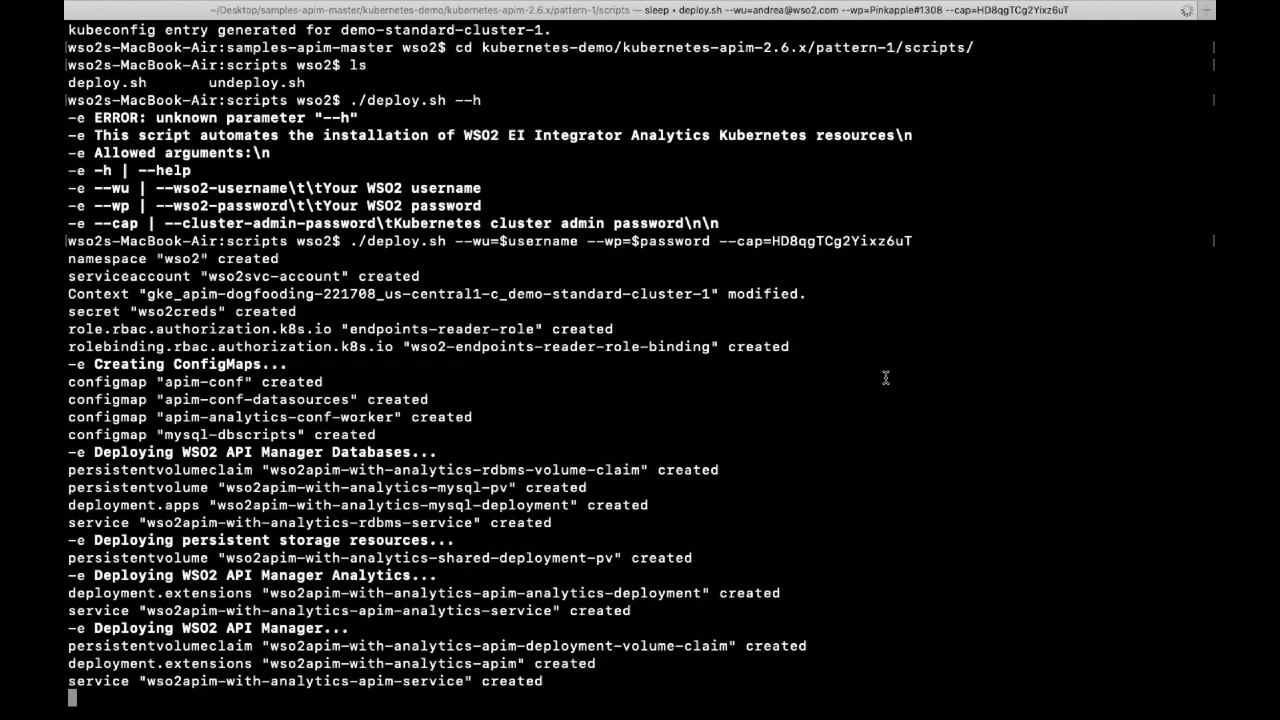 ~/Desktop/samples-apim-master/kubernetes-demo/kubernetes-apim-2.6.x/pattern-1/scripts — sleep • deploy.sh --wu=andrea@wso2.com --wp=Pinkapple#1308 --cap=HD8qgTCg2Yixz6uT
kubeconfig entry generated for demo-standard-cluster-1.
wso2s-MacBook-Air:samples-apim-master wso2$ cd kubernetes-demo/kubernetes-apim-2.6.x/pattern-1/scripts/
wso2s-MacBook-Air:scripts wso2$ ls
deploy.sh       undeploy.sh
wso2s-MacBook-Air:scripts wso2$ ./deploy.sh --h
-e ERROR: unknown parameter "--h"
-e This script automates the installation of WSO2 EI Integrator Analytics Kubernetes resources\n
-e Allowed arguments:\n
-e -h | --help
-e --wu | --wso2-username\t\tYour WSO2 username
-e --wp | --wso2-password\t\tYour WSO2 password
-e --cap | --cluster-admin-password\tKubernetes cluster admin password\n\n
wso2s-MacBook-Air:scripts wso2$ ./deploy.sh --wu=$username --wp=$password --cap=HD8qgTCg2Yixz6uT
namespace "wso2" created
serviceaccount "wso2svc-account" created
Context "gke_apim-dogfooding-221708_us-central1-c_demo-standard-cluster-1" modified.
secret "wso2creds" created
role.rbac.authorization.k8s.io "endpoints-reader-role" created
rolebinding.rbac.authorization.k8s.io "wso2-endpoints-reader-role-binding" created
-e Creating ConfigMaps...
configmap "apim-conf" created
configmap "apim-conf-datasources" created
configmap "apim-analytics-conf-worker" created
configmap "mysql-dbscripts" created
-e Deploying WSO2 API Manager Databases...
persistentvolumeclaim "wso2apim-with-analytics-rdbms-volume-claim" created
persistentvolume "wso2apim-with-analytics-mysql-pv" created
deployment.apps "wso2apim-with-analytics-mysql-deployment" created
service "wso2apim-with-analytics-rdbms-service" created
-e Deploying persistent storage resources...
persistentvolume "wso2apim-with-analytics-shared-deployment-pv" created
-e Deploying WSO2 API Manager Analytics...
deployment.extensions "wso2apim-with-analytics-apim-analytics-deployment" created
service "wso2apim-with-analytics-apim-analytics-service" created
-e Deploying WSO2 API Manager...
persistentvolumeclaim "wso2apim-with-analytics-apim-deployment-volume-claim" created
deployment.extensions "wso2apim-with-analytics-apim" created
service "wso2apim-with-analytics-apim-service" created